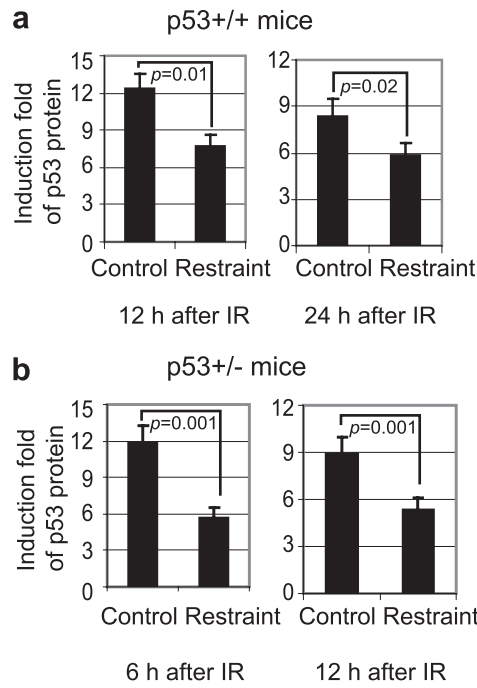 a p53+/+ mice
Induction fold
of p53 protein
15
12
9
6
3
0
p=0.01
Control Restraint
12 h after IR
12
9
6
3
0
p=0.02
Control Restraint
24 h after IR
b p53+/- mice
Induction fold
of p53 protein
15
12
9
6
3
0
p=0.001
Control Restraint
6 h after IR
12
9
6
3
0
p=0.001
Control Restraint
12 h after IR